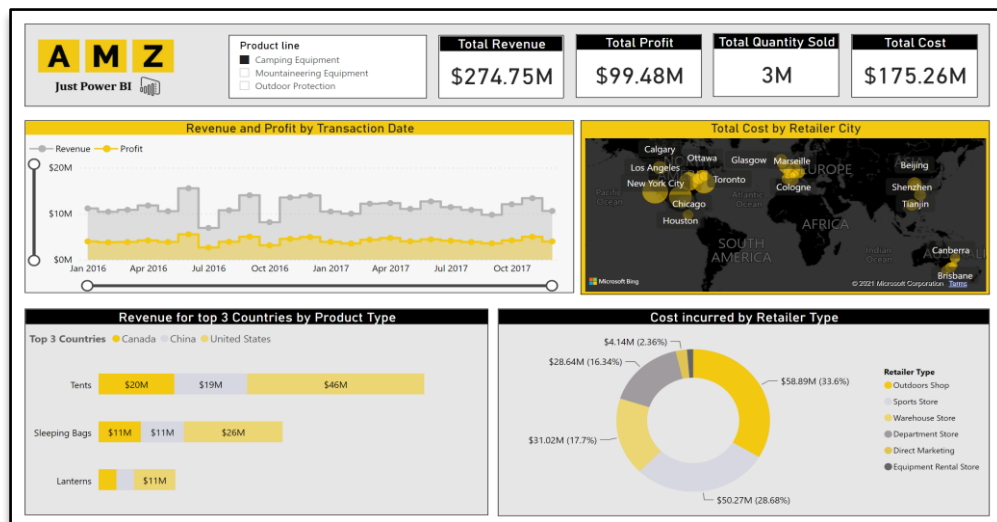 A M Z
Just Power BI
Product line
Camping Equipment
Mountaineering Equipment
Outdoor Protection
Total Revenue
$274.75M
Total Profit
$99.48M
Total Quantity Sold
3M
Total Cost
$175.26M
Revenue and Profit by Transaction Date
Revenue Profit
$20M
$10M
$0M
Jan 2016 Apr 2016 Jul 2016 Oct 2016 Jan 2017 Apr 2017 Jul 2017 Oct 2017
Total Cost by Retailer City
Calgary
Ottawa Glasgow Marseille
Beijing
Los Angeles
EUROPE
New York City
Toronto
Cologne
Shenzhen
Pacific
Ocean
Atlantic
Ocean
Chicago
Tianjin
Houston
AFRICA
SOUTH
AMERICA
Indian
Ocean
Canberra
Brisbane
Microsoft Bing
© 2021 Microsoft Corporation Terms
Revenue for top 3 Countries by Product Type
Top 3 Countries Canada China United States
Tents $20M $19M $46M
Sleeping Bags $11M $11M $26M
Lanterns $11M
Cost incurred by Retailer Type
$4.14M (2.36%)
$28.64M (16.34%)
$58.89M (33.6%)
$31.02M (17.7%)
$50.27M (28.68%)
Retailer Type
Outdoors Shop
Sports Store
Warehouse Store
Department Store
Direct Marketing
Equipment Rental Store